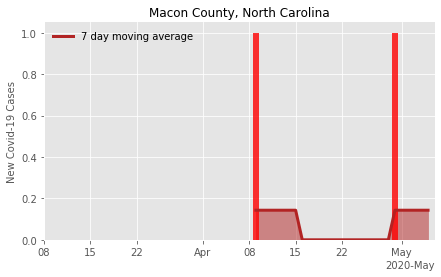 Macon County, North Carolina
7 day moving average
New Covid-19 Cases
1.0
0.8
0.6
0.4
0.2
0.0
08 15 22 Apr 08 15 22 May
2020-May